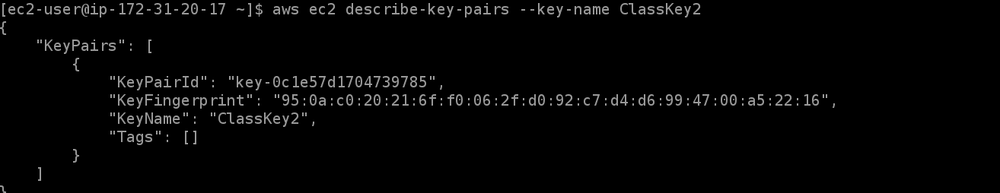 [ec2-user@ip-172-31-20-17 ~]$ aws ec2 describe-key-pairs --key-name ClassKey2
{
    "KeyPairs": [
        {
            "KeyPairId": "key-0c1e57d1704739785",
            "KeyFingerprint": "95:0a:c0:20:21:6f:f0:06:2f:d0:92:c7:d4:d6:99:47:00:a5:22:16",
            "KeyName": "ClassKey2",
            "Tags": []
        }
    ]
}